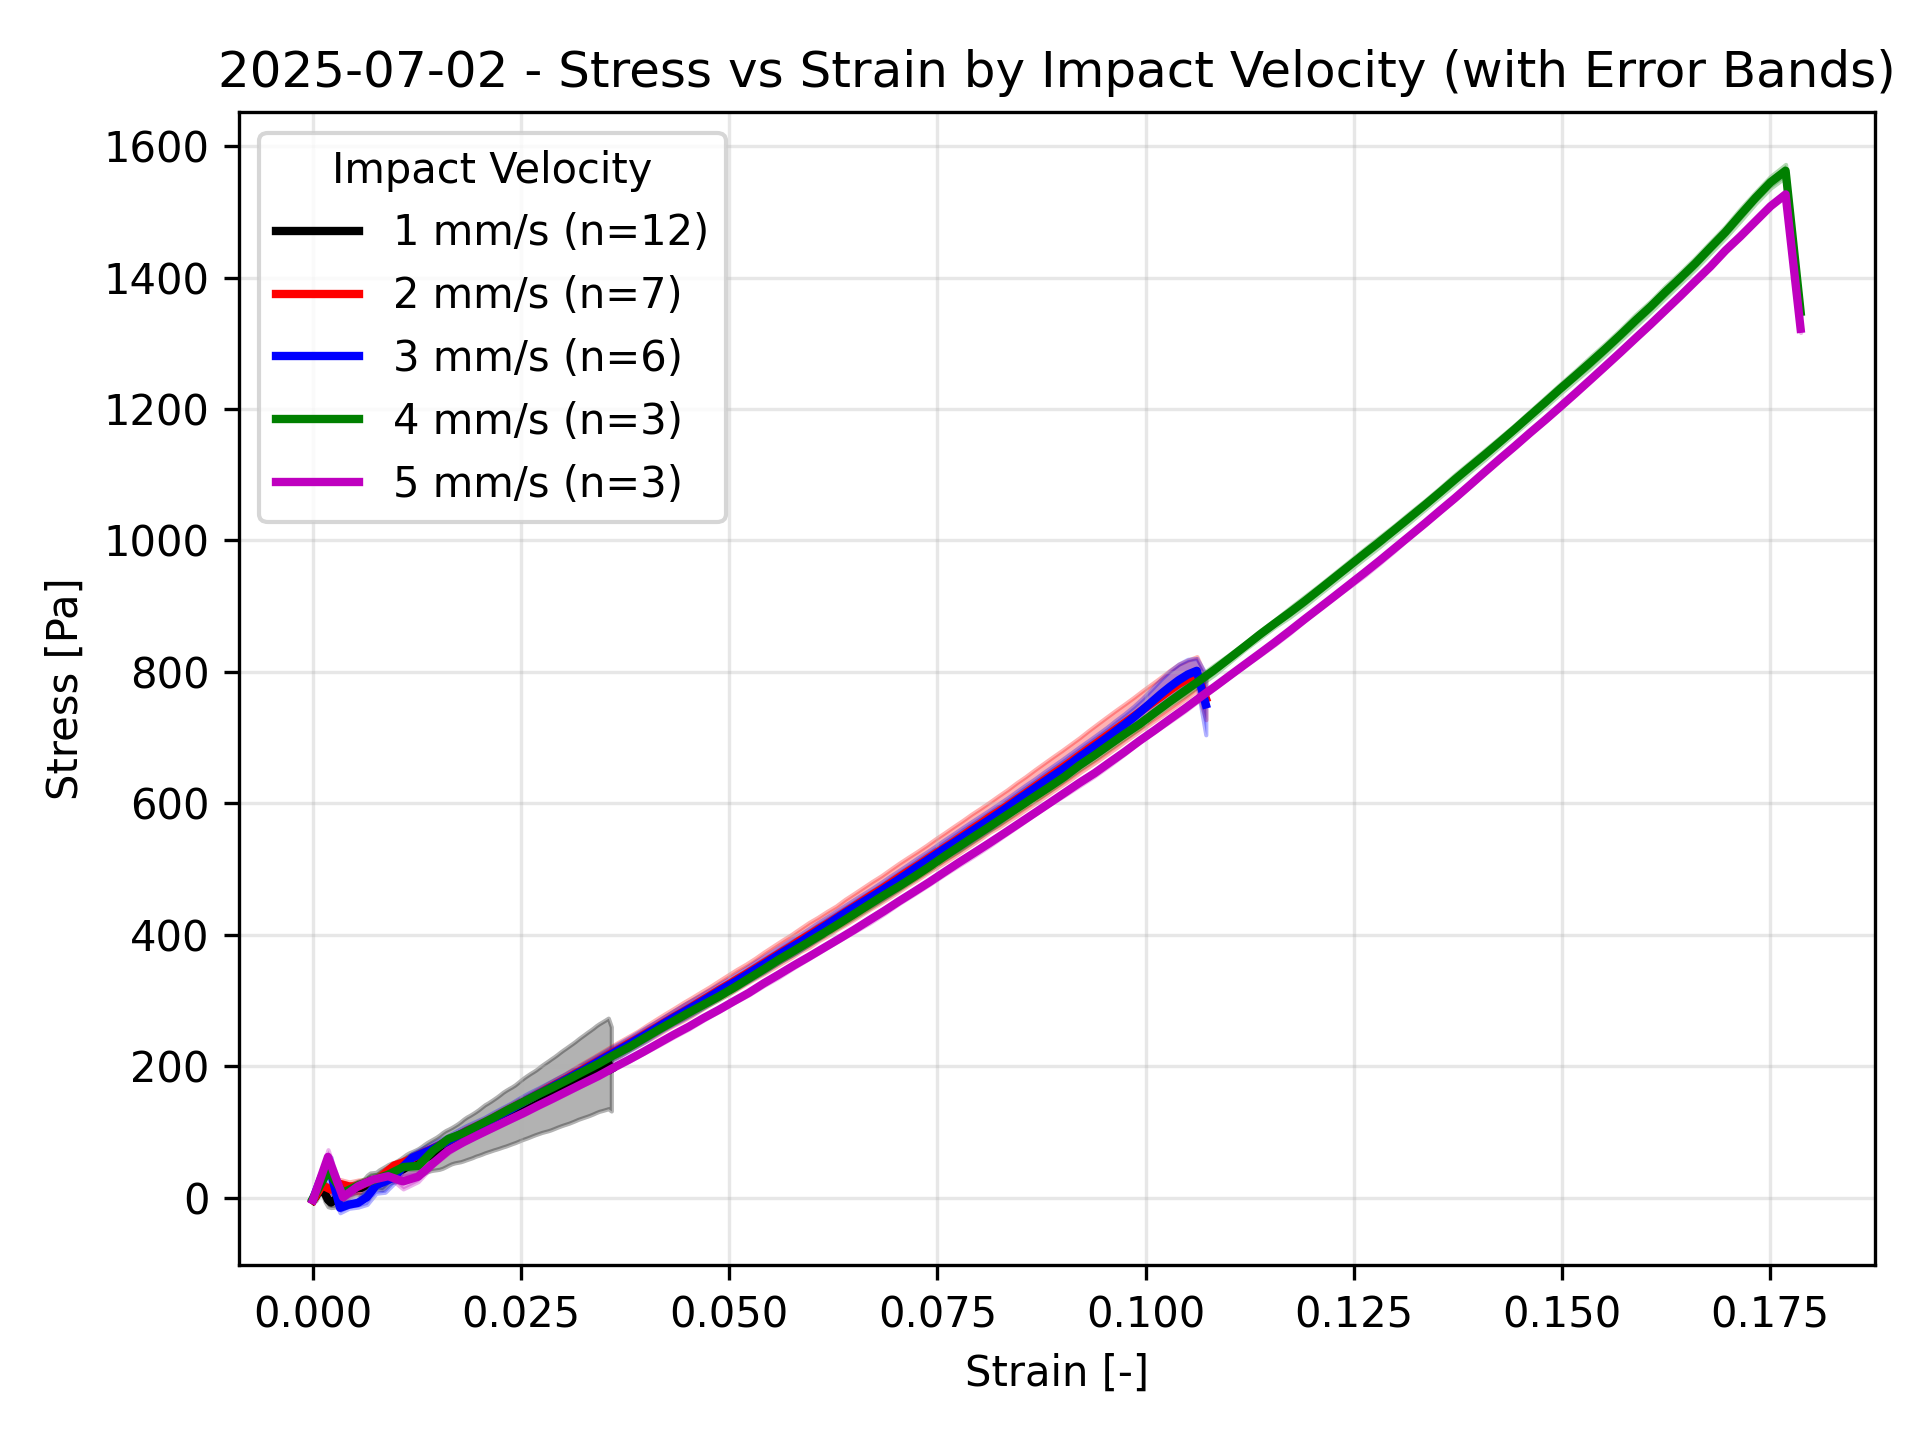 2025-07-02 - Stress vs Strain by Impact Velocity (with Error Bands)
Impact Velocity
1 mm/s (n=12)
2 mm/s (n=7)
3 mm/s (n=6)
4 mm/s (n=3)
5 mm/s (n=3)
Stress [Pa]
1600
1400
1200
1000
800
600
400
200
0
0.000 0.025 0.050 0.075 0.100 0.125 0.150 0.175
Strain [-]